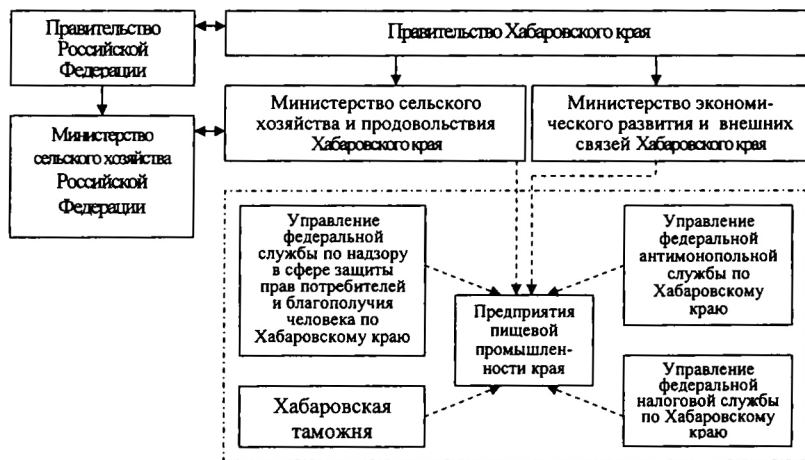 Правительство
Российской
Федерации
Правительство Хабаровского края
Министерство
сельского хозяйства
Российской
Федерации
Министерство сельского
хозяйства и продовольствия
Хабаровского края
Министерство экономи-
ческого развития и внешних
связей Хабаровского края
Управление
федеральной
службы по надзору
в сфере защиты
прав потребителей
и благополучия
человека по
Хабаровскому краю
Управление
федеральной
антимонопольной
службы по
Хабаровскому
краю
Предприятия
пищевой
промышлен-
ности края
Хабаровская
таможня
Управление
федеральной
налоговой службы
по Хабаровскому
краю